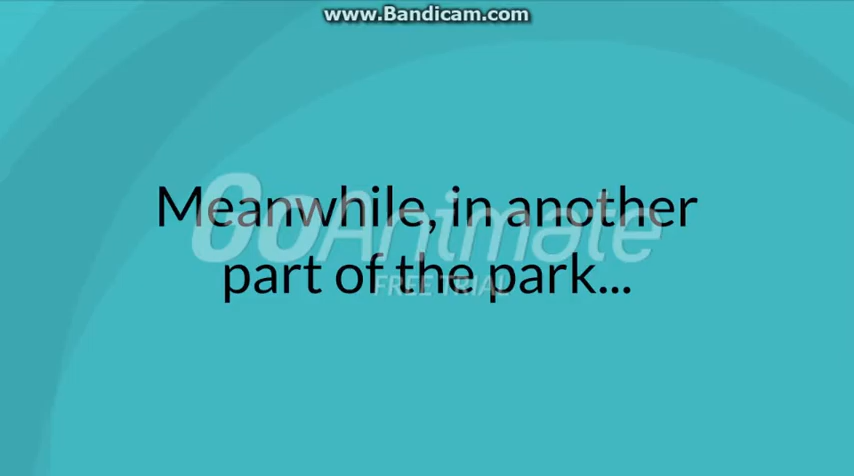 www.Bandicam.com
Meanwhile, in another
part of the park...
GoAnimate
FREE TRIAL